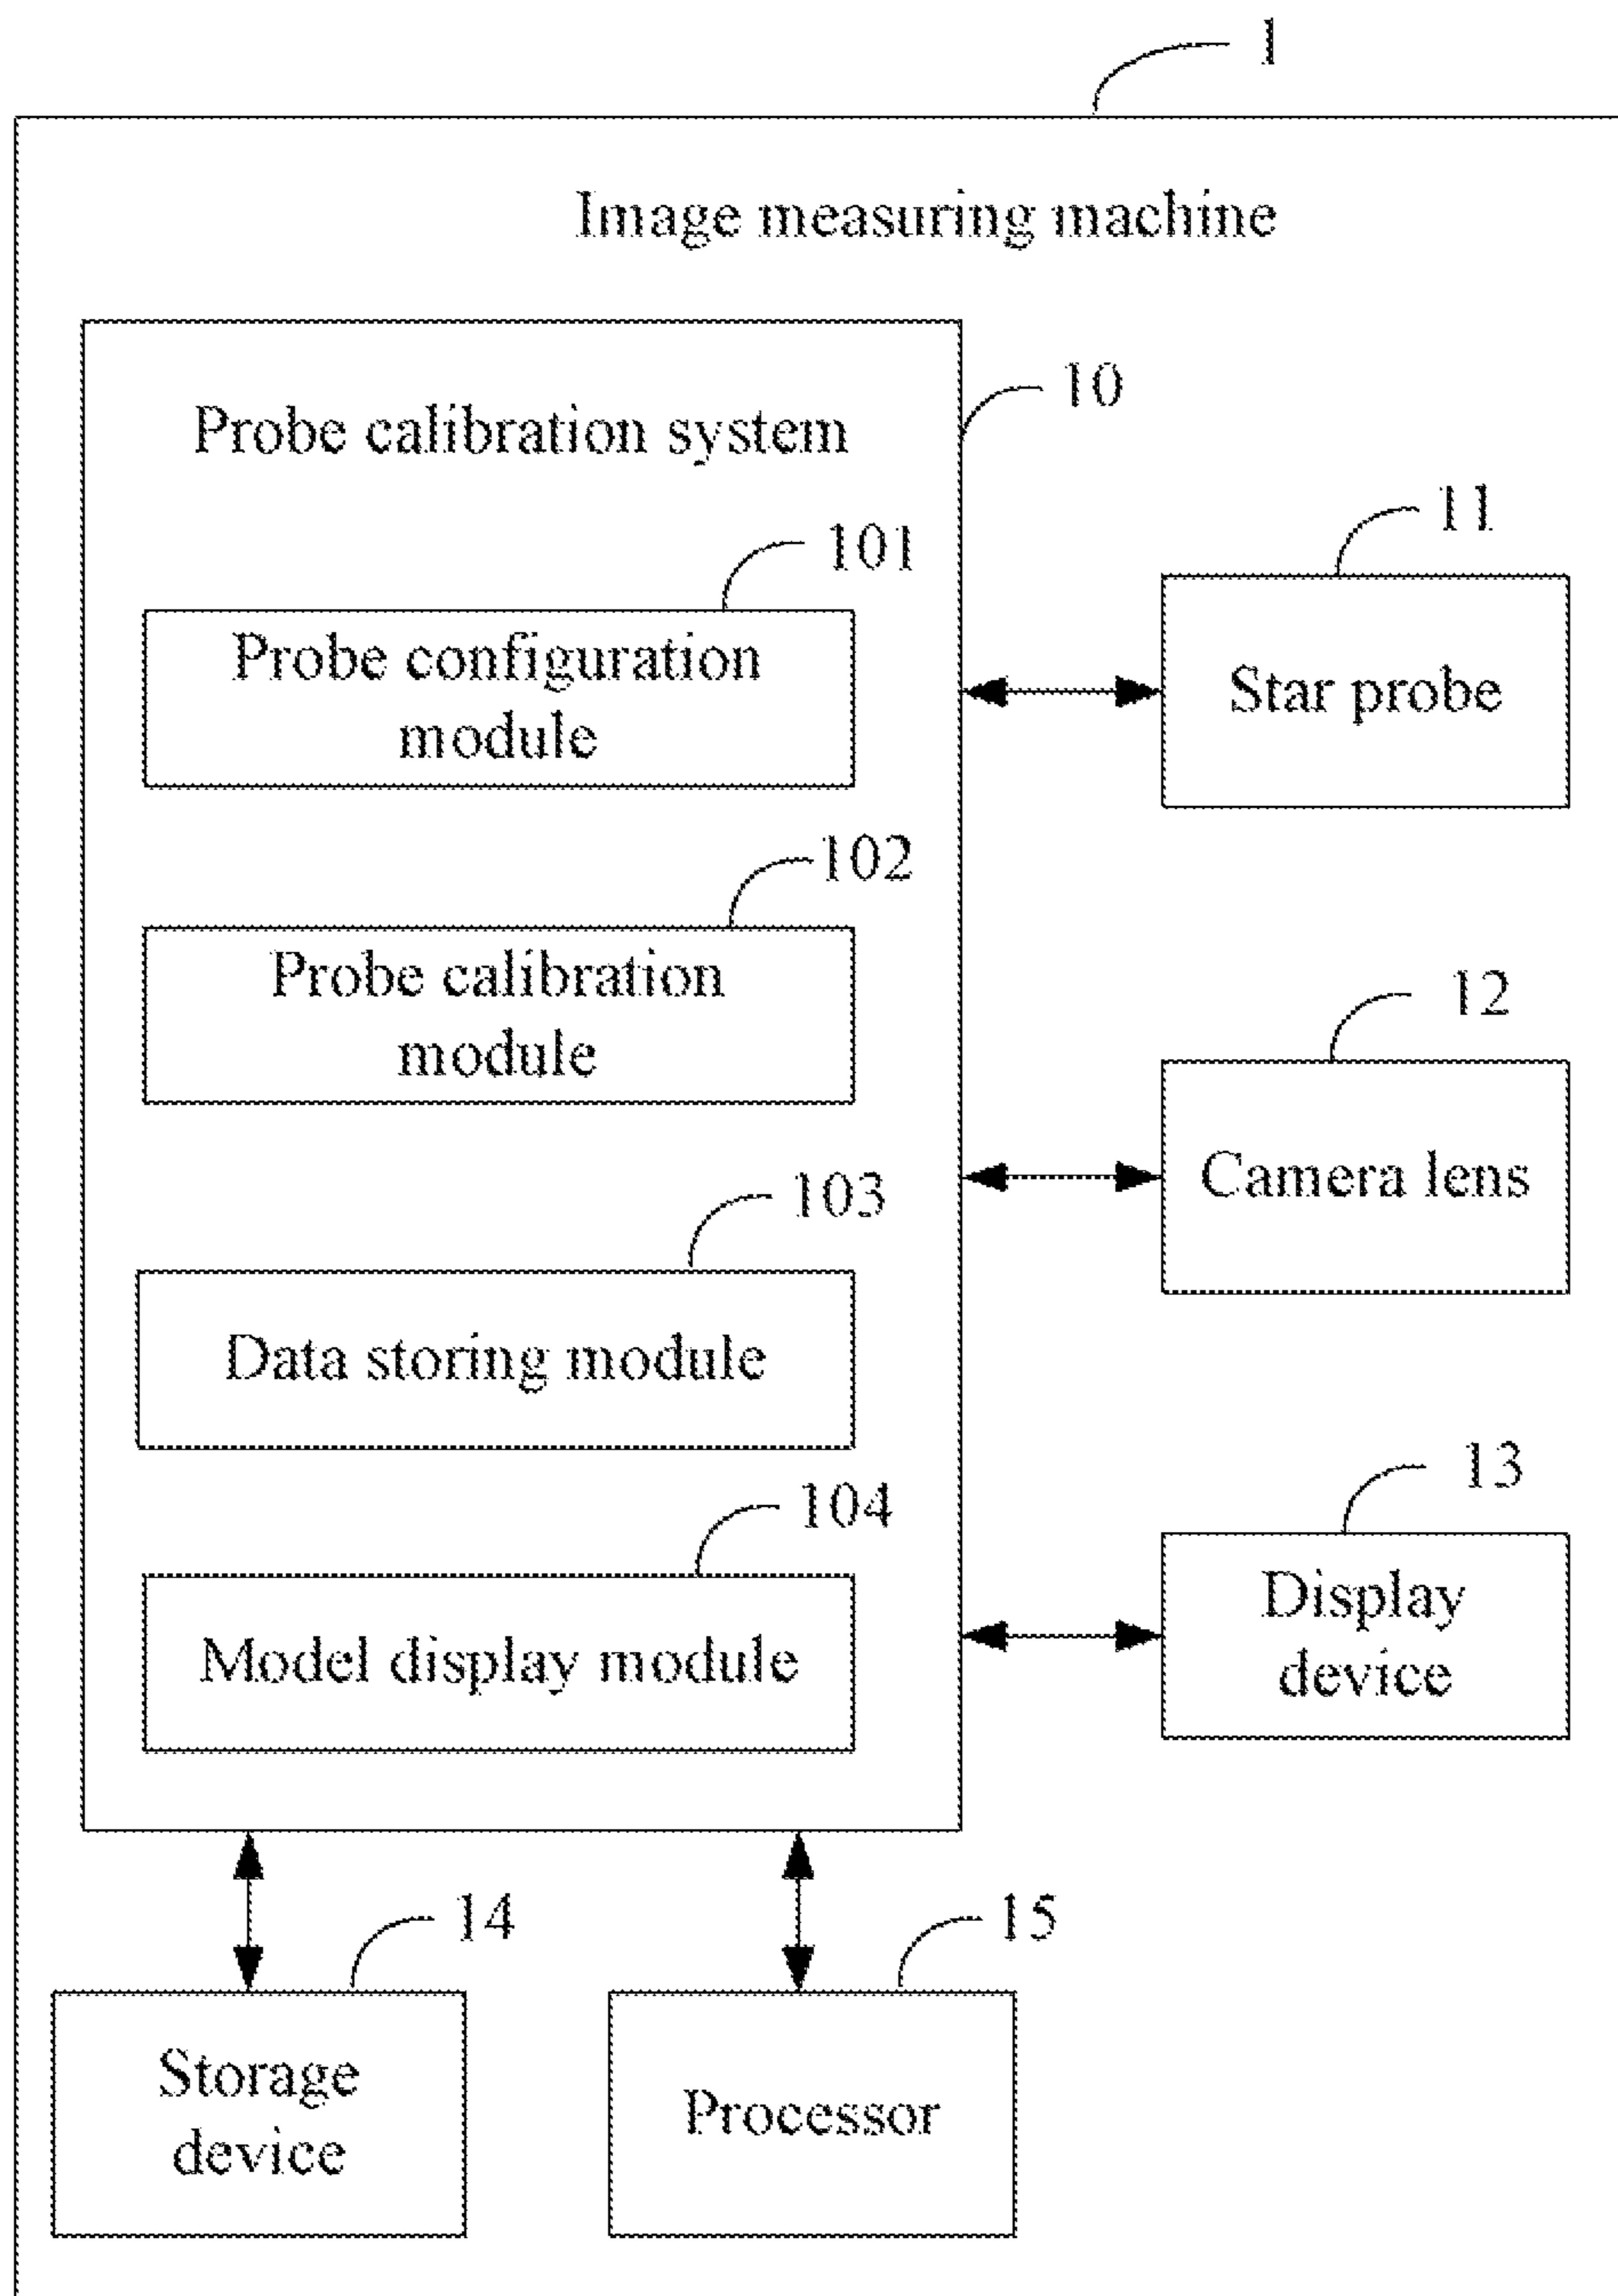 1
Image measuring machine
10
Probe calibration system
11
101
Probe configuration
module
Star probe
102
Probe calibration
module
12
Camera lens
103
Data storing module
13
104
Display
device
Model display module
14
15
Storage
device
Processor